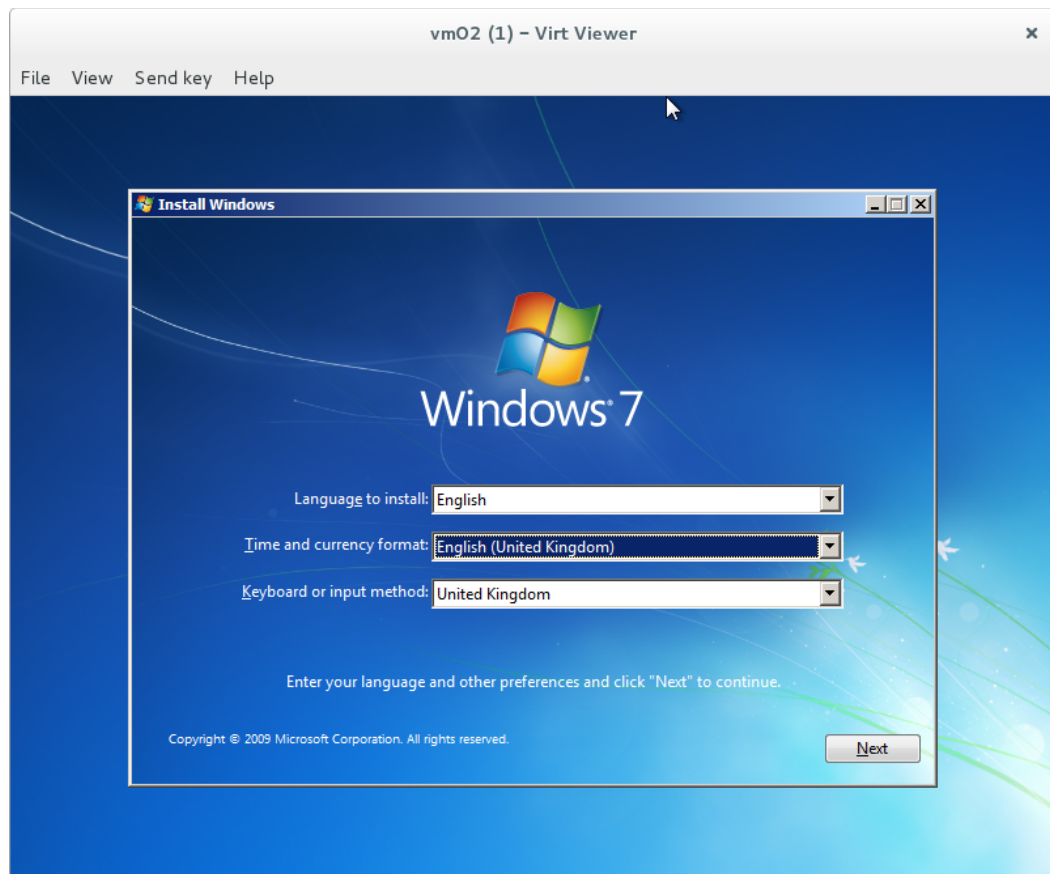 vm02 (1) – Virt Viewer
File View Send key Help
Install Windows
Windows® 7
Language to install: English
Time and currency format: English (United Kingdom)
Keyboard or input method: United Kingdom
Enter your language and other preferences and click "Next" to continue.
Copyright © 2009 Microsoft Corporation. All rights reserved.
Next